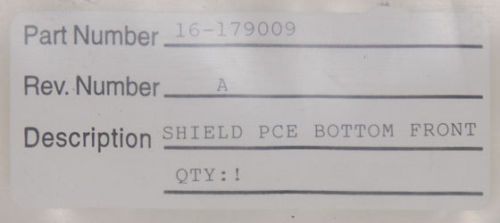 Part Number 16-179009
Rev. Number A
Description SHIELD PCE BOTTOM FRONT
QTY:!